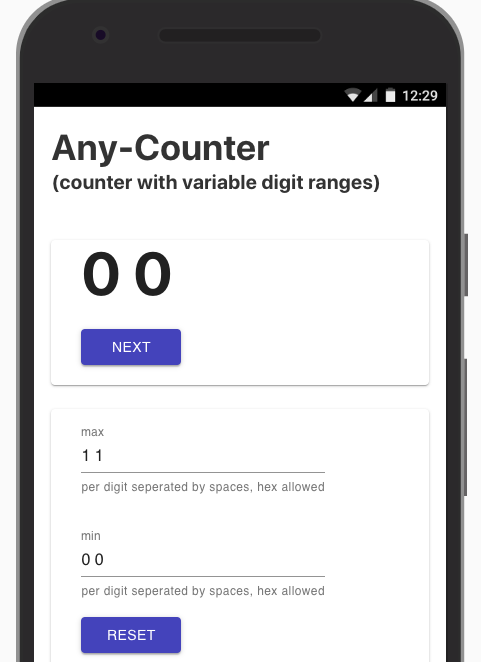 12:29
Any-Counter
(counter with variable digit ranges)
0 0
NEXT
max
1 1
per digit seperated by spaces, hex allowed
min
0 0
per digit seperated by spaces, hex allowed
RESET